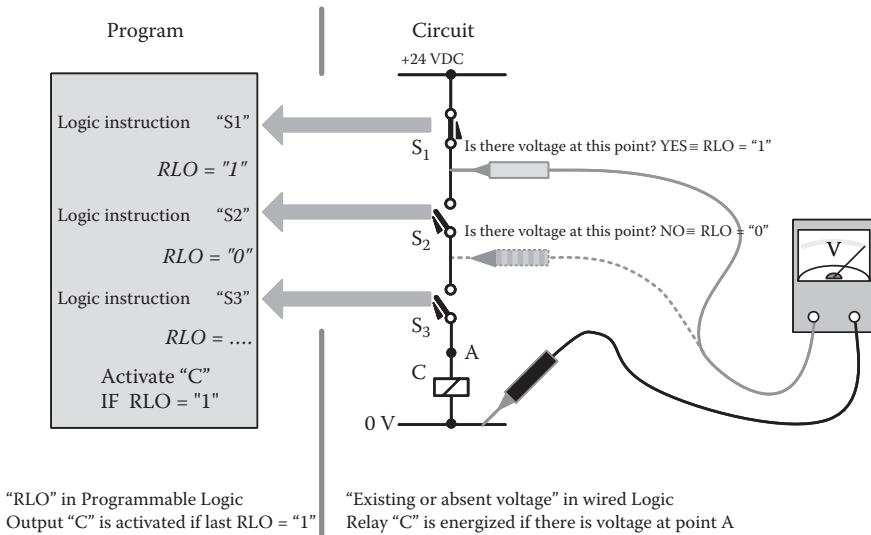 Program
Circuit
+24 VDC
Logic instruction “S1”
S1
Is there voltage at this point? YES ≡ RLO = “1”
RLO = "1"
Logic instruction “S2”
S2
Is there voltage at this point? NO ≡ RLO = “0”
RLO = "0"
V
Logic instruction “S3”
S3
RLO = ....
A
C
Activate “C”
IF RLO = "1"
0 V
“RLO” in Programmable Logic
Output “C” is activated if last RLO = “1”
“Existing or absent voltage” in wired Logic
Relay “C” is energized if there is voltage at point A